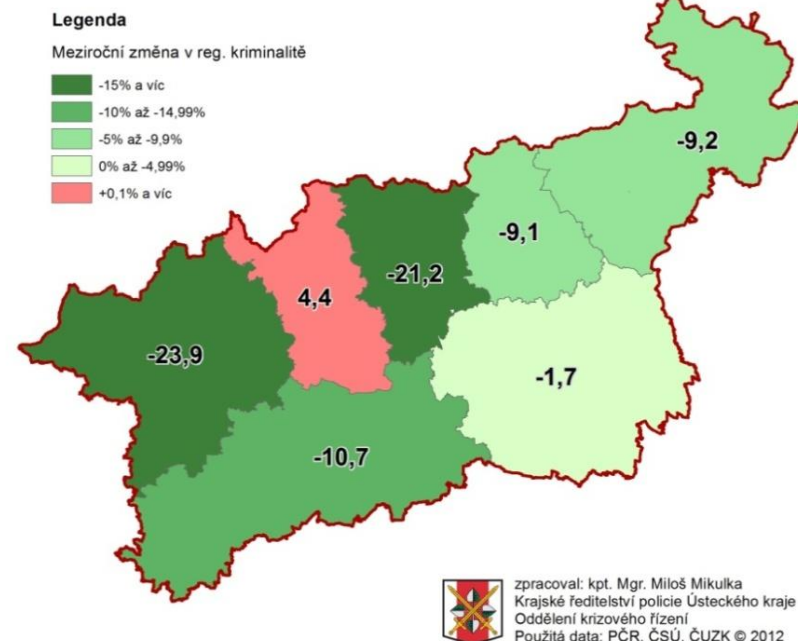 Legenda
Meziroční změna v reg. kriminalitě
-15% a víc
-10% až -14,99%
-5% až -9,9%
0% až -4,99%
+0,1% a víc
-9,2
-9,1
-21,2
4,4
-23,9
-1,7
-10,7
zpracoval: kpt. Mgr. Miloš Mikulka
Krajské ředitelství policie Ústeckého kraje
Oddělení krizového řízení
Použitá data: PČR, ČSÚ, ČUZK © 2012